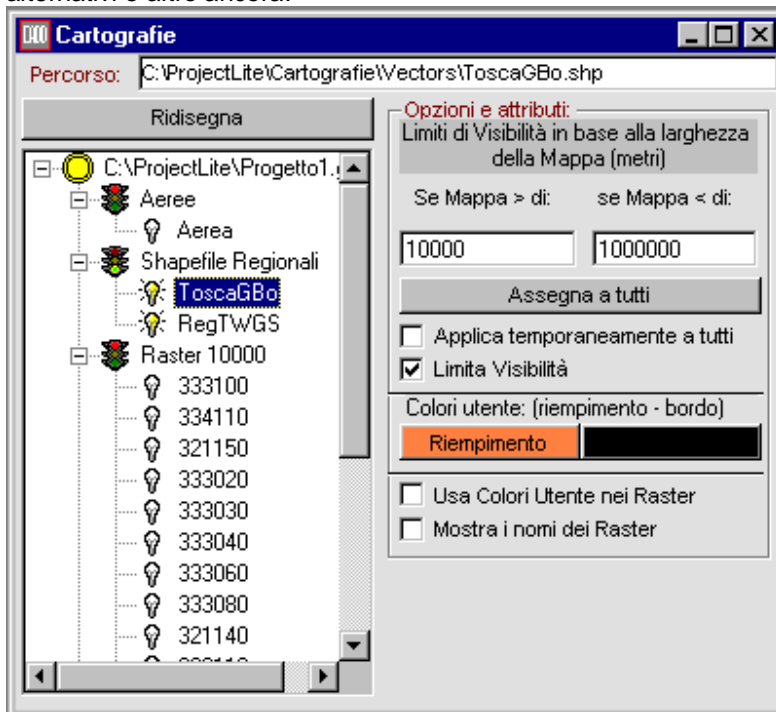 alternativi e altro ancora.
Cartografie
Percorso: C:\ProjectLite\Cartografie\Vectors\ToscaGBo.shp
Ridisegna
C:\ProjectLite\Progetto1.
Aeree
Aerea
Shapefile Regionali
ToscaGBo
RegTWGS
Raster 10000
333100
334110
321150
333020
333030
333040
333060
333080
321140
Opzioni e attributi:
Limiti di Visibilità in base alla larghezza
della Mappa (metri)
Se Mappa > di: se Mappa < di:
10000 1000000
Assegna a tutti
Applica temporaneamente a tutti
Limita Visibilità
Colori utente: (riempimento - bordo)
Riempimento
Usa Colori Utente nei Raster
Mostra i nomi dei Raster